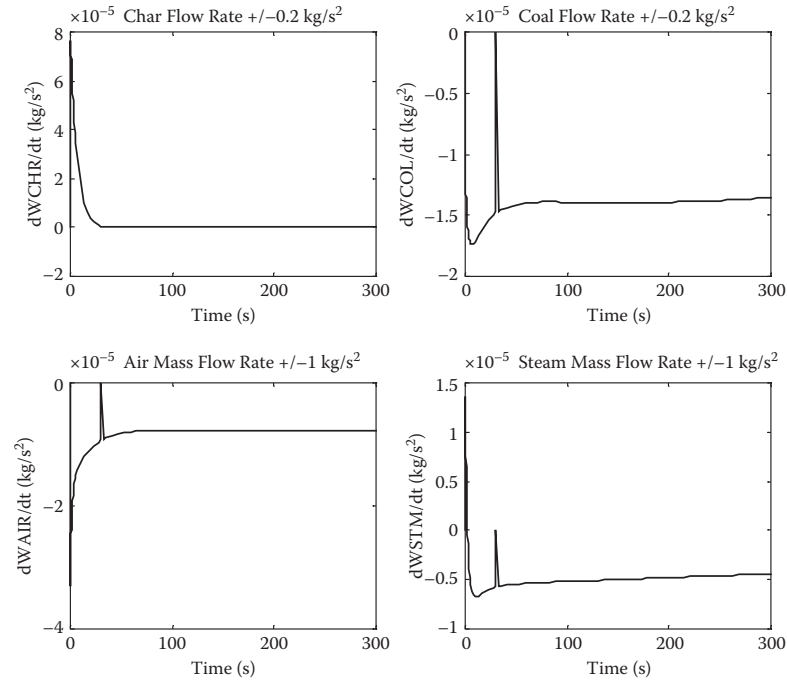 ×10⁻⁵ Char Flow Rate +/−0.2 kg/s²
8
6
4
2
0
−2
dWCHR/dt (kg/s²)
0 100 200 300
Time (s)
×10⁻⁵ Coal Flow Rate +/−0.2 kg/s²
0
−0.5
−1
−1.5
−2
dWCOL/dt (kg/s²)
0 100 200 300
Time (s)
×10⁻⁵ Air Mass Flow Rate +/−1 kg/s²
0
−2
−4
dWAIR/dt (kg/s²)
0 100 200 300
Time (s)
×10⁻⁵ Steam Mass Flow Rate +/−1 kg/s²
1.5
1
0.5
0
−0.5
−1
dWSTM/dt (kg/s²)
0 100 200 300
Time (s)